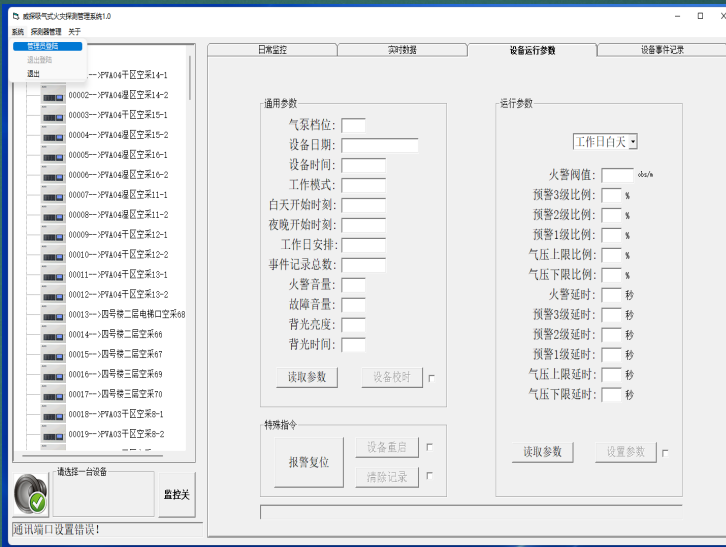 威探吸气式火灾探测管理系统1.0
系统 探测器管理 关于
管理员登陆
退出登陆
退出
1-->PVA04干区空采14-1
00002-->PVA04湿区空采14-2
00003-->PVA04干区空采15-1
00004-->PVA04湿区空采15-2
00005-->PVA04干区空采16-1
00006-->PVA04湿区空采16-2
00007-->PVA04湿区空采11-1
00008-->PVA04湿区空采11-2
00009-->PVA04干区空采12-1
00010-->PVA04干区空采12-2
00011-->PVA04干区空采13-1
00012-->PVA04干区空采13-2
00013-->四号楼二层电梯口空采68
00014-->四号楼二层空采66
00015-->四号楼二层空采67
00016-->四号楼三层空采69
00017-->四号楼三层空采70
00018-->PVA03干区空采8-1
00019-->PVA03干区空采8-2
请选择一台设备
监控关
通讯端口设置错误!
日常监控 实时数据 设备运行参数 设备事件记录
通用参数
气泵档位:
设备日期:
设备时间:
工作模式:
白天开始时刻:
夜晚开始时刻:
工作日安排:
事件记录总数:
火警音量:
故障音量:
背光亮度:
背光时间:
读取参数 设备校时
特殊指令
报警复位
设备重启
清除记录
运行参数
工作日白天
火警阀值: obs/m
预警3级比例: %
预警2级比例: %
预警1级比例: %
气压上限比例: %
气压下限比例: %
火警延时: 秒
预警3级延时: 秒
预警2级延时: 秒
预警1级延时: 秒
气压上限延时: 秒
气压下限延时: 秒
读取参数 设置参数